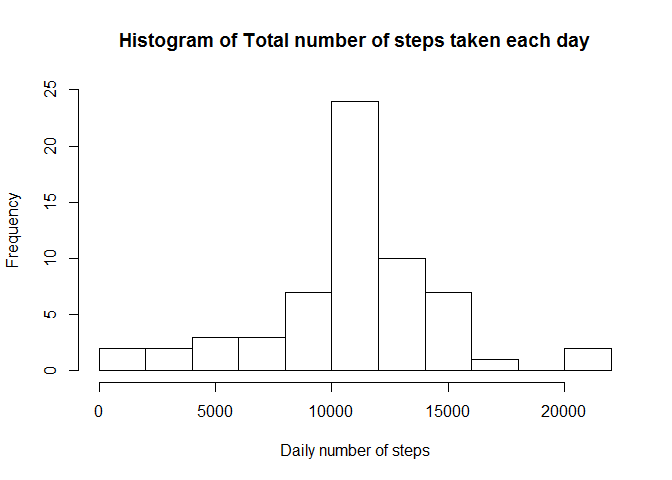 Histogram of Total number of steps taken each day
Frequency
25
20
15
10
5
0
0 5000 10000 15000 20000
Daily number of steps